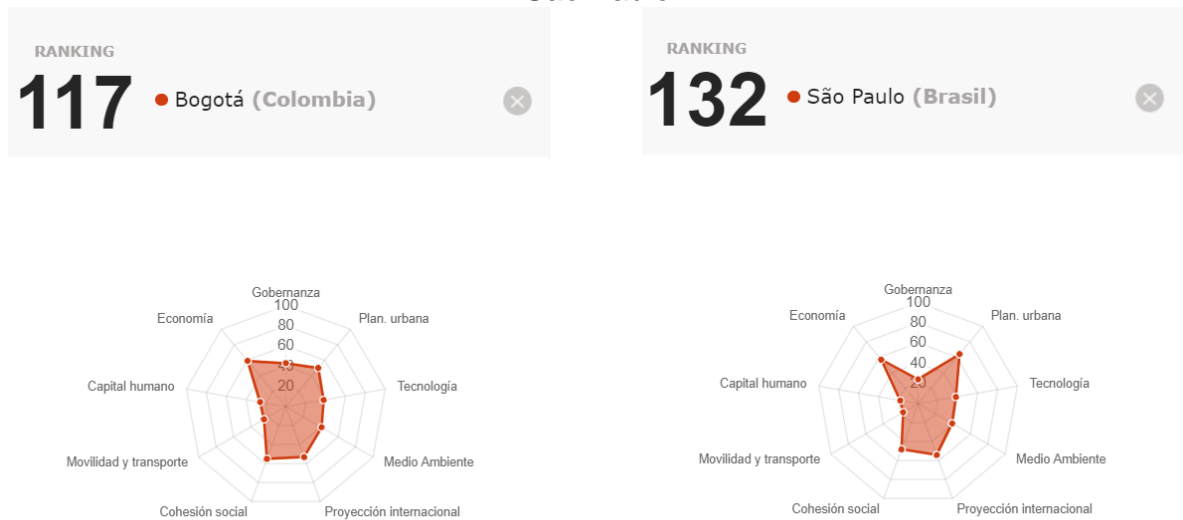 RANKING
117 Bogotá (Colombia)
RANKING
132 São Paulo (Brasil)
Gobernanza
100
80
60
40
20
Plan. urbana
Tecnología
Medio Ambiente
Proyección internacional
Cohesión social
Movilidad y transporte
Capital humano
Economía
Gobernanza
100
80
60
40
20
Plan. urbana
Tecnología
Medio Ambiente
Proyección internacional
Cohesión social
Movilidad y transporte
Capital humano
Economía